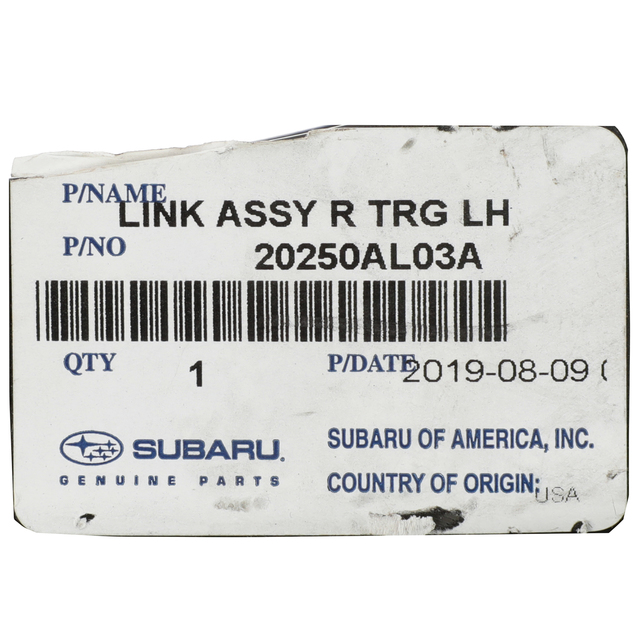 P/NAME LINK ASSY R TRG LH
P/NO 20250AL03A
QTY 1 P/DATE 2019-08-09
SUBARU.
GENUINE PARTS
SUBARU OF AMERICA, INC.
COUNTRY OF ORIGIN: USA